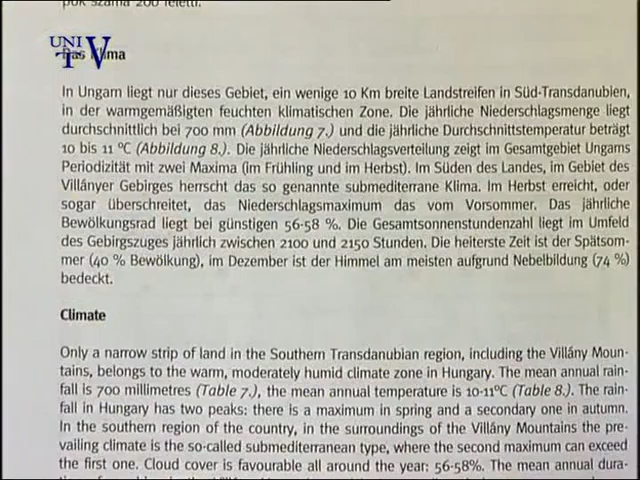 pok száma 200 feletti.
UNIV
TV
Das Klima
In Ungarn liegt nur dieses Gebiet, ein wenige 10 Km breite Landstreifen in Süd-Transdanubien,
in der warmgemäßigten feuchten klimatischen Zone. Die jährliche Niederschlagsmenge liegt
durchschnittlich bei 700 mm (Abbildung 7.) und die jährliche Durchschnittstemperatur beträgt
10 bis 11 °C (Abbildung 8.). Die jährliche Niederschlagsverteilung zeigt im Gesamtgebiet Ungarns
Periodizität mit zwei Maxima (im Frühling und im Herbst). Im Süden des Landes, im Gebiet des
Villányer Gebirges herrscht das so genannte submediterrane Klima. Im Herbst erreicht, oder
sogar überschreitet, das Niederschlagsmaximum das vom Vorsommer. Das jährliche
Bewölkungsrad liegt bei günstigen 56-58 %. Die Gesamtsonnenstundenzahl liegt im Umfeld
des Gebirgszuges jährlich zwischen 2100 und 2150 Stunden. Die heiterste Zeit ist der Spätsom-
mer (40 % Bewölkung), im Dezember ist der Himmel am meisten aufgrund Nebelbildung (74 %)
bedeckt.
Climate
Only a narrow strip of land in the Southern Transdanubian region, including the Villány Moun-
tains, belongs to the warm, moderately humid climate zone in Hungary. The mean annual rain-
fall is 700 millimetres (Table 7.), the mean annual temperature is 10-11°C (Table 8.). The rain-
fall in Hungary has two peaks: there is a maximum in spring and a secondary one in autumn.
In the southern region of the country, in the surroundings of the Villány Mountains the pre-
vailing climate is the so-called submediterranean type, where the second maximum can exceed
the first one. Cloud cover is favourable all around the year: 56-58%. The mean annual dura-